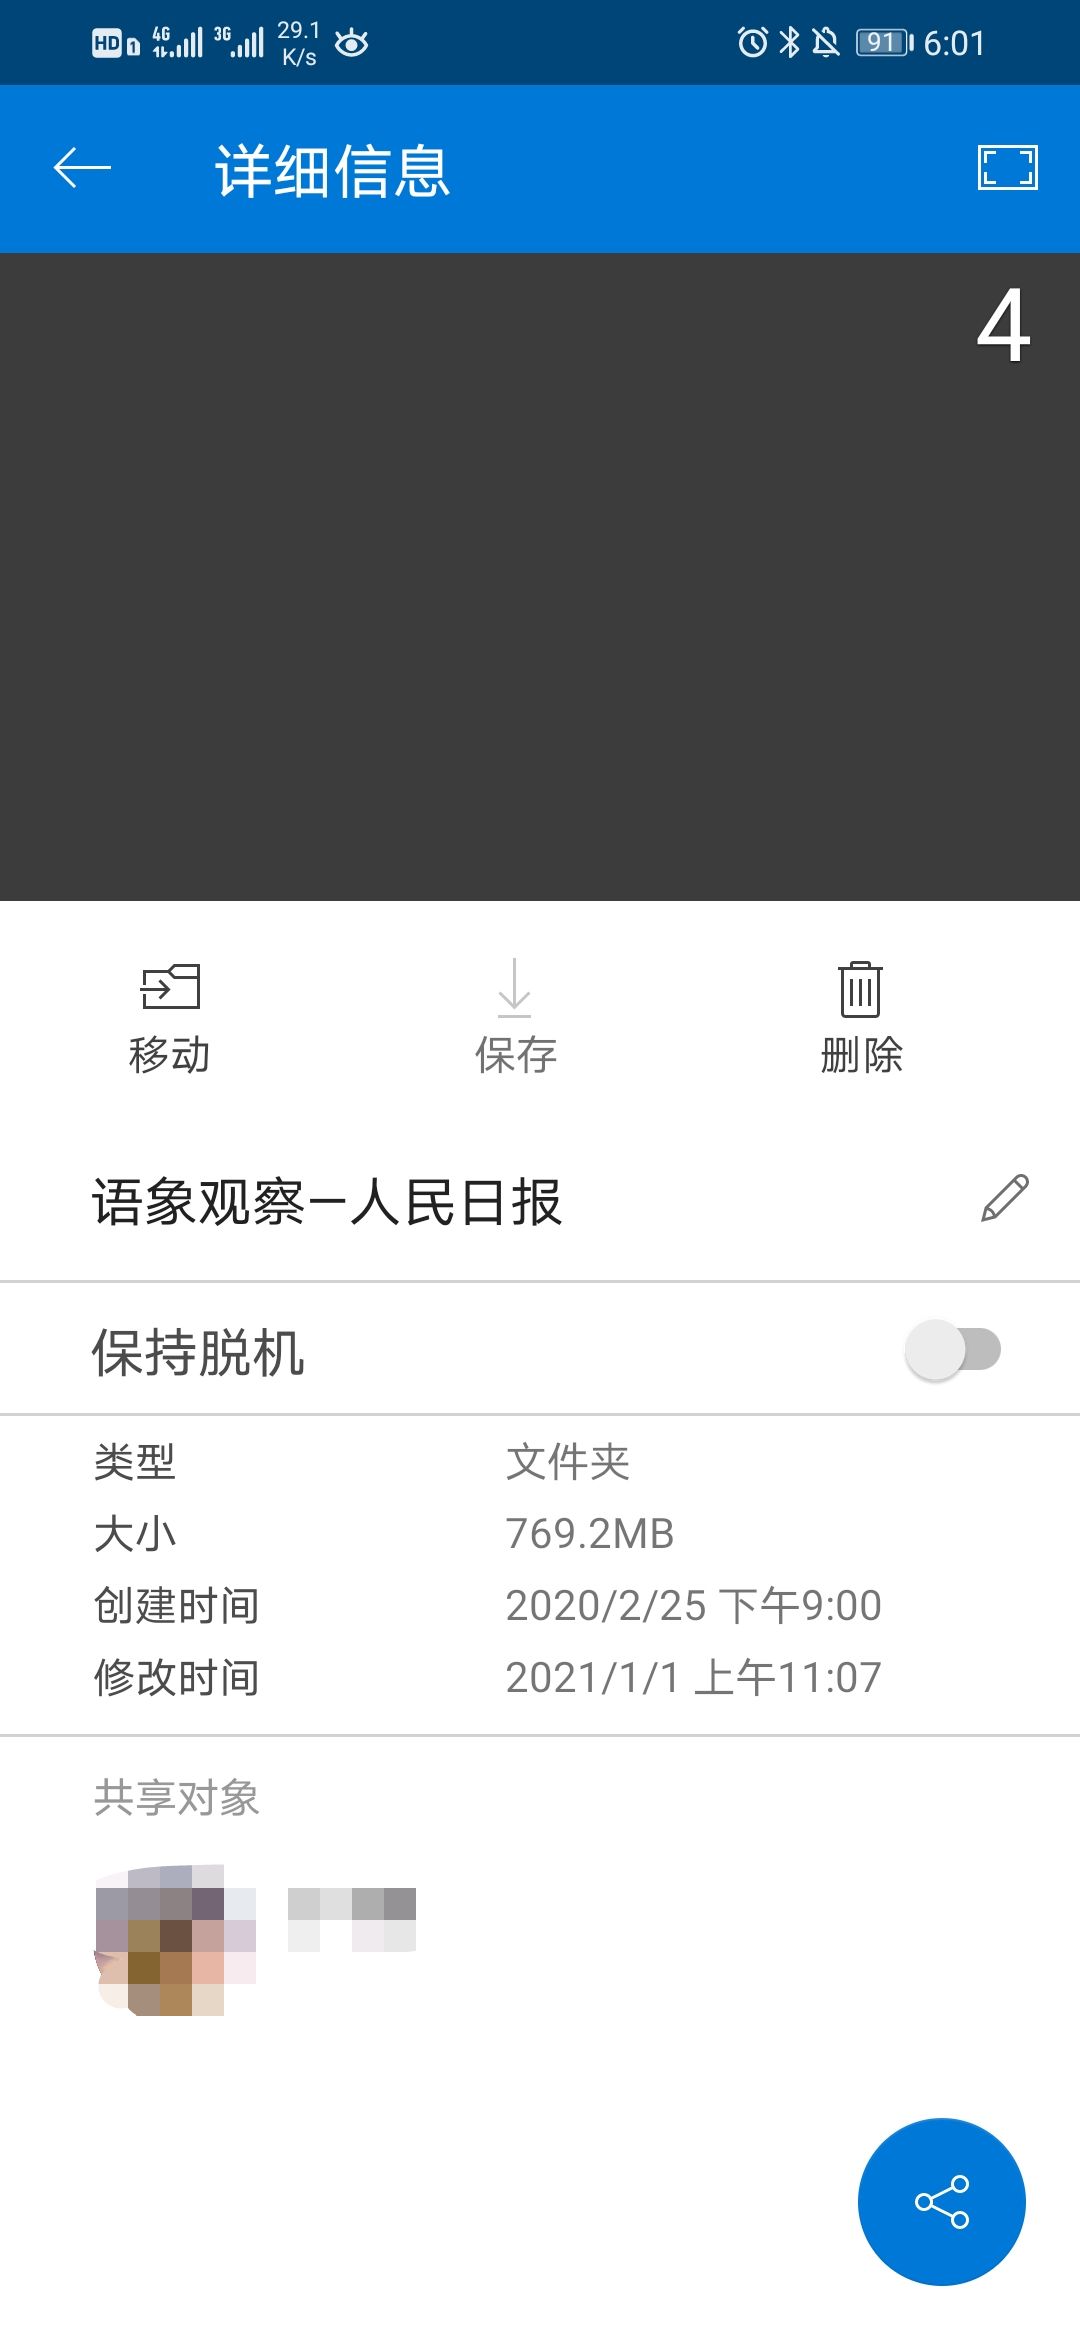 HD 1 4G 3G 29.1 K/s 91 6:01
详细信息
4
移动 保存 删除
语象观察-人民日报
保持脱机
类型 文件夹
大小 769.2MB
创建时间 2020/2/25 下午9:00
修改时间 2021/1/1 上午11:07
共享对象